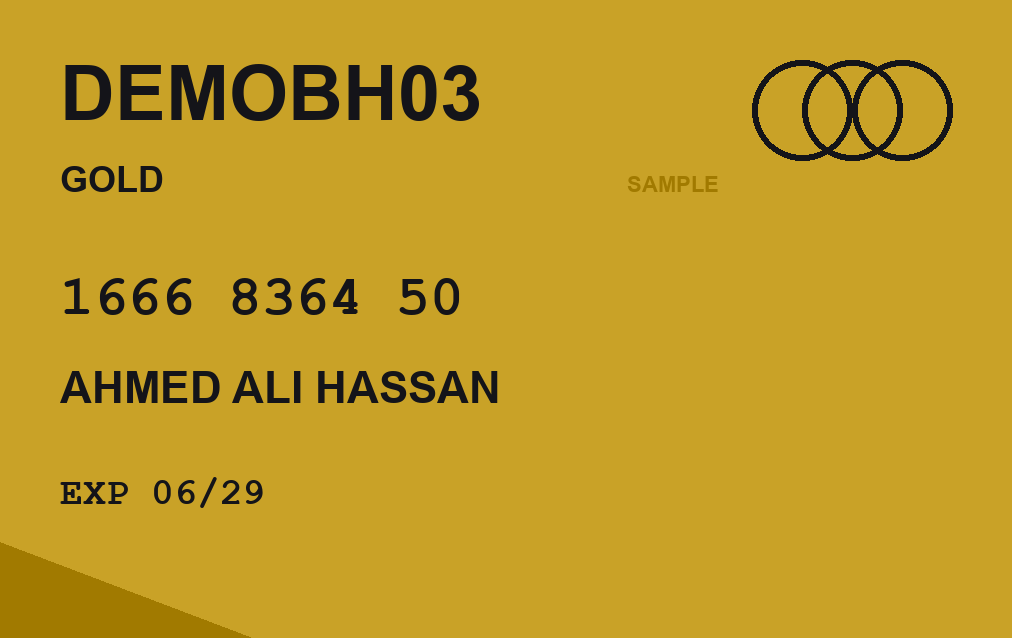 DEMOBH03
GOLD
SAMPLE
1666 8364 50
AHMED ALI HASSAN
EXP 06/29